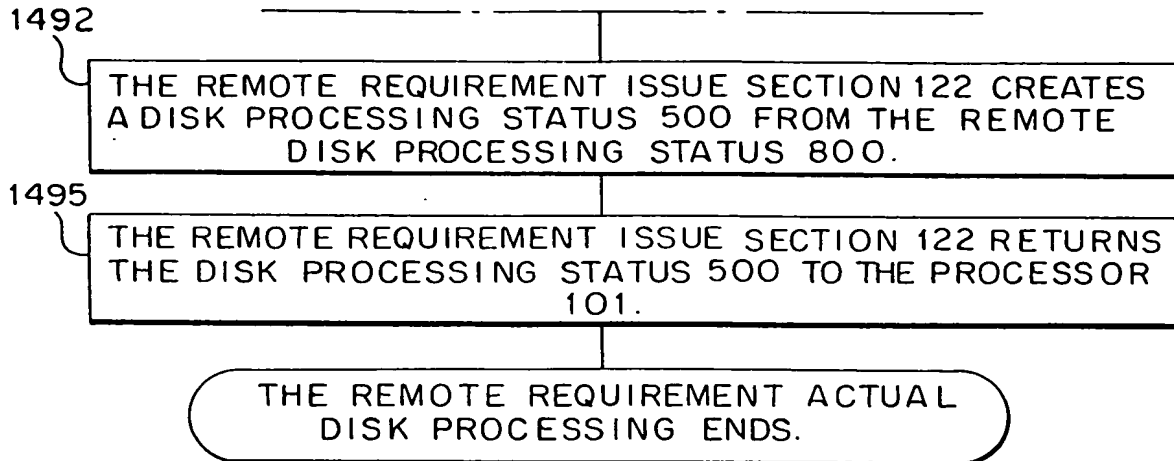 1492
THE REMOTE REQUIREMENT ISSUE SECTION 122 CREATES
A DISK PROCESSING STATUS 500 FROM THE REMOTE
DISK PROCESSING STATUS 800.
1495
THE REMOTE REQUIREMENT ISSUE SECTION 122 RETURNS
THE DISK PROCESSING STATUS 500 TO THE PROCESSOR
101.
THE REMOTE REQUIREMENT ACTUAL
DISK PROCESSING ENDS.